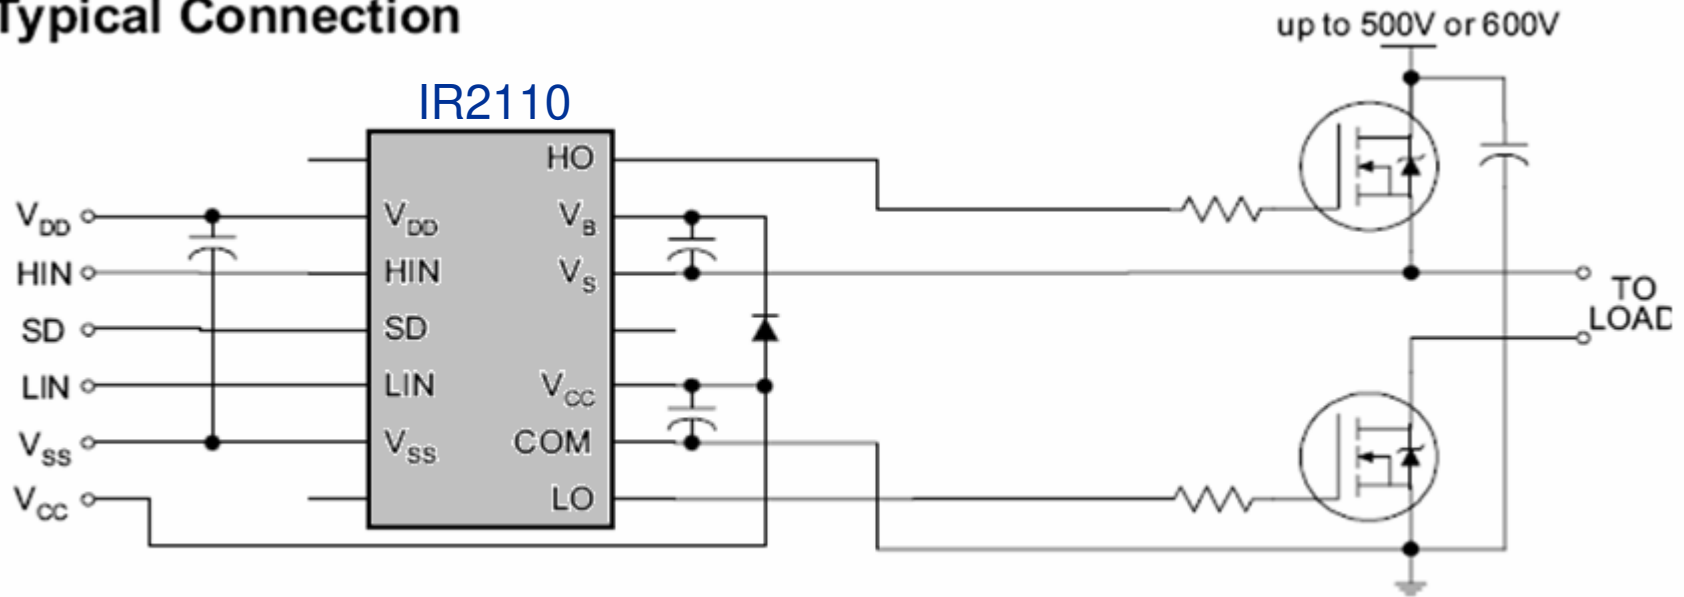 Typical Connection
up to 500V or 600V
IR2110
HO
VDD
VDD
VB
HIN
HIN
VS
TO
LOAD
SD
SD
LIN
LIN
VCC
VSS
VSS
COM
VCC
LO